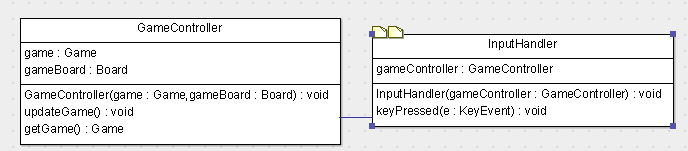 GameController
game : Game
gameBoard : Board
GameController(game : Game,gameBoard : Board) : void
updateGame() : void
getGame() : Game
InputHandler
gameController : GameController
InputHandler(gameController : GameController) : void
keyPressed(e : KeyEvent) : void